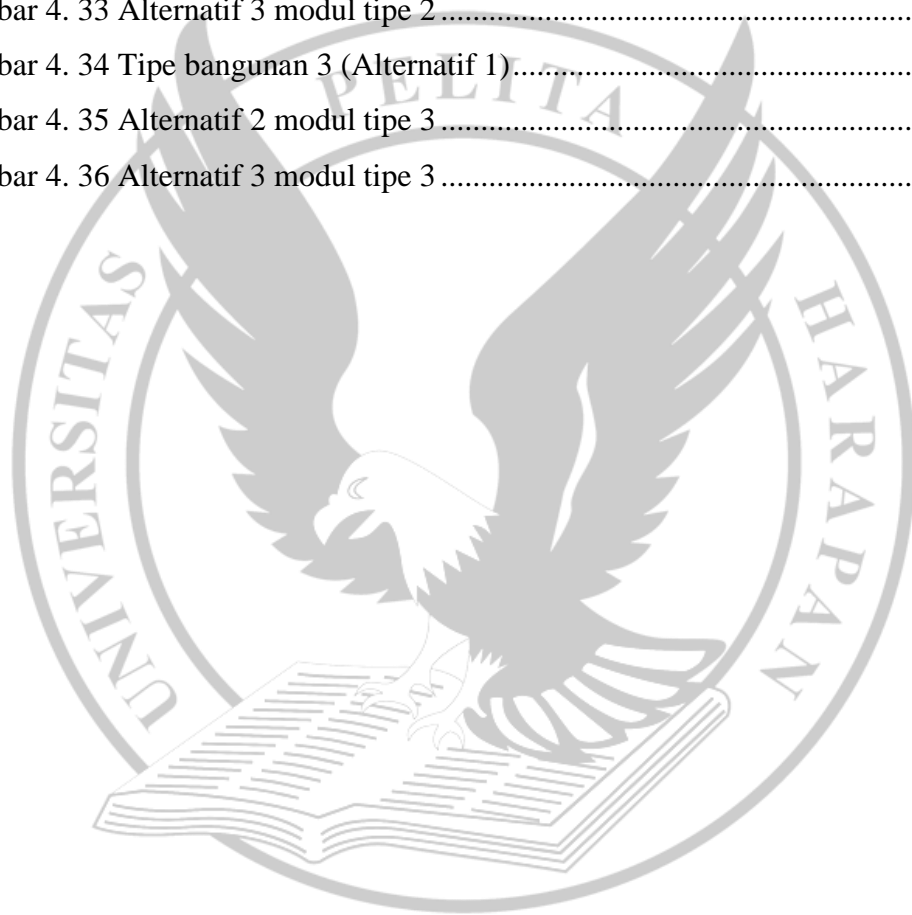 bar 4. 33 Alternatif 3 modul tipe 2 ............................................................
bar 4. 34 Tipe bangunan 3 (Alternatif 1) ..................................................
bar 4. 35 Alternatif 2 modul tipe 3 ............................................................
bar 4. 36 Alternatif 3 modul tipe 3 ............................................................
UNIVERSITAS PELITA HARAPAN